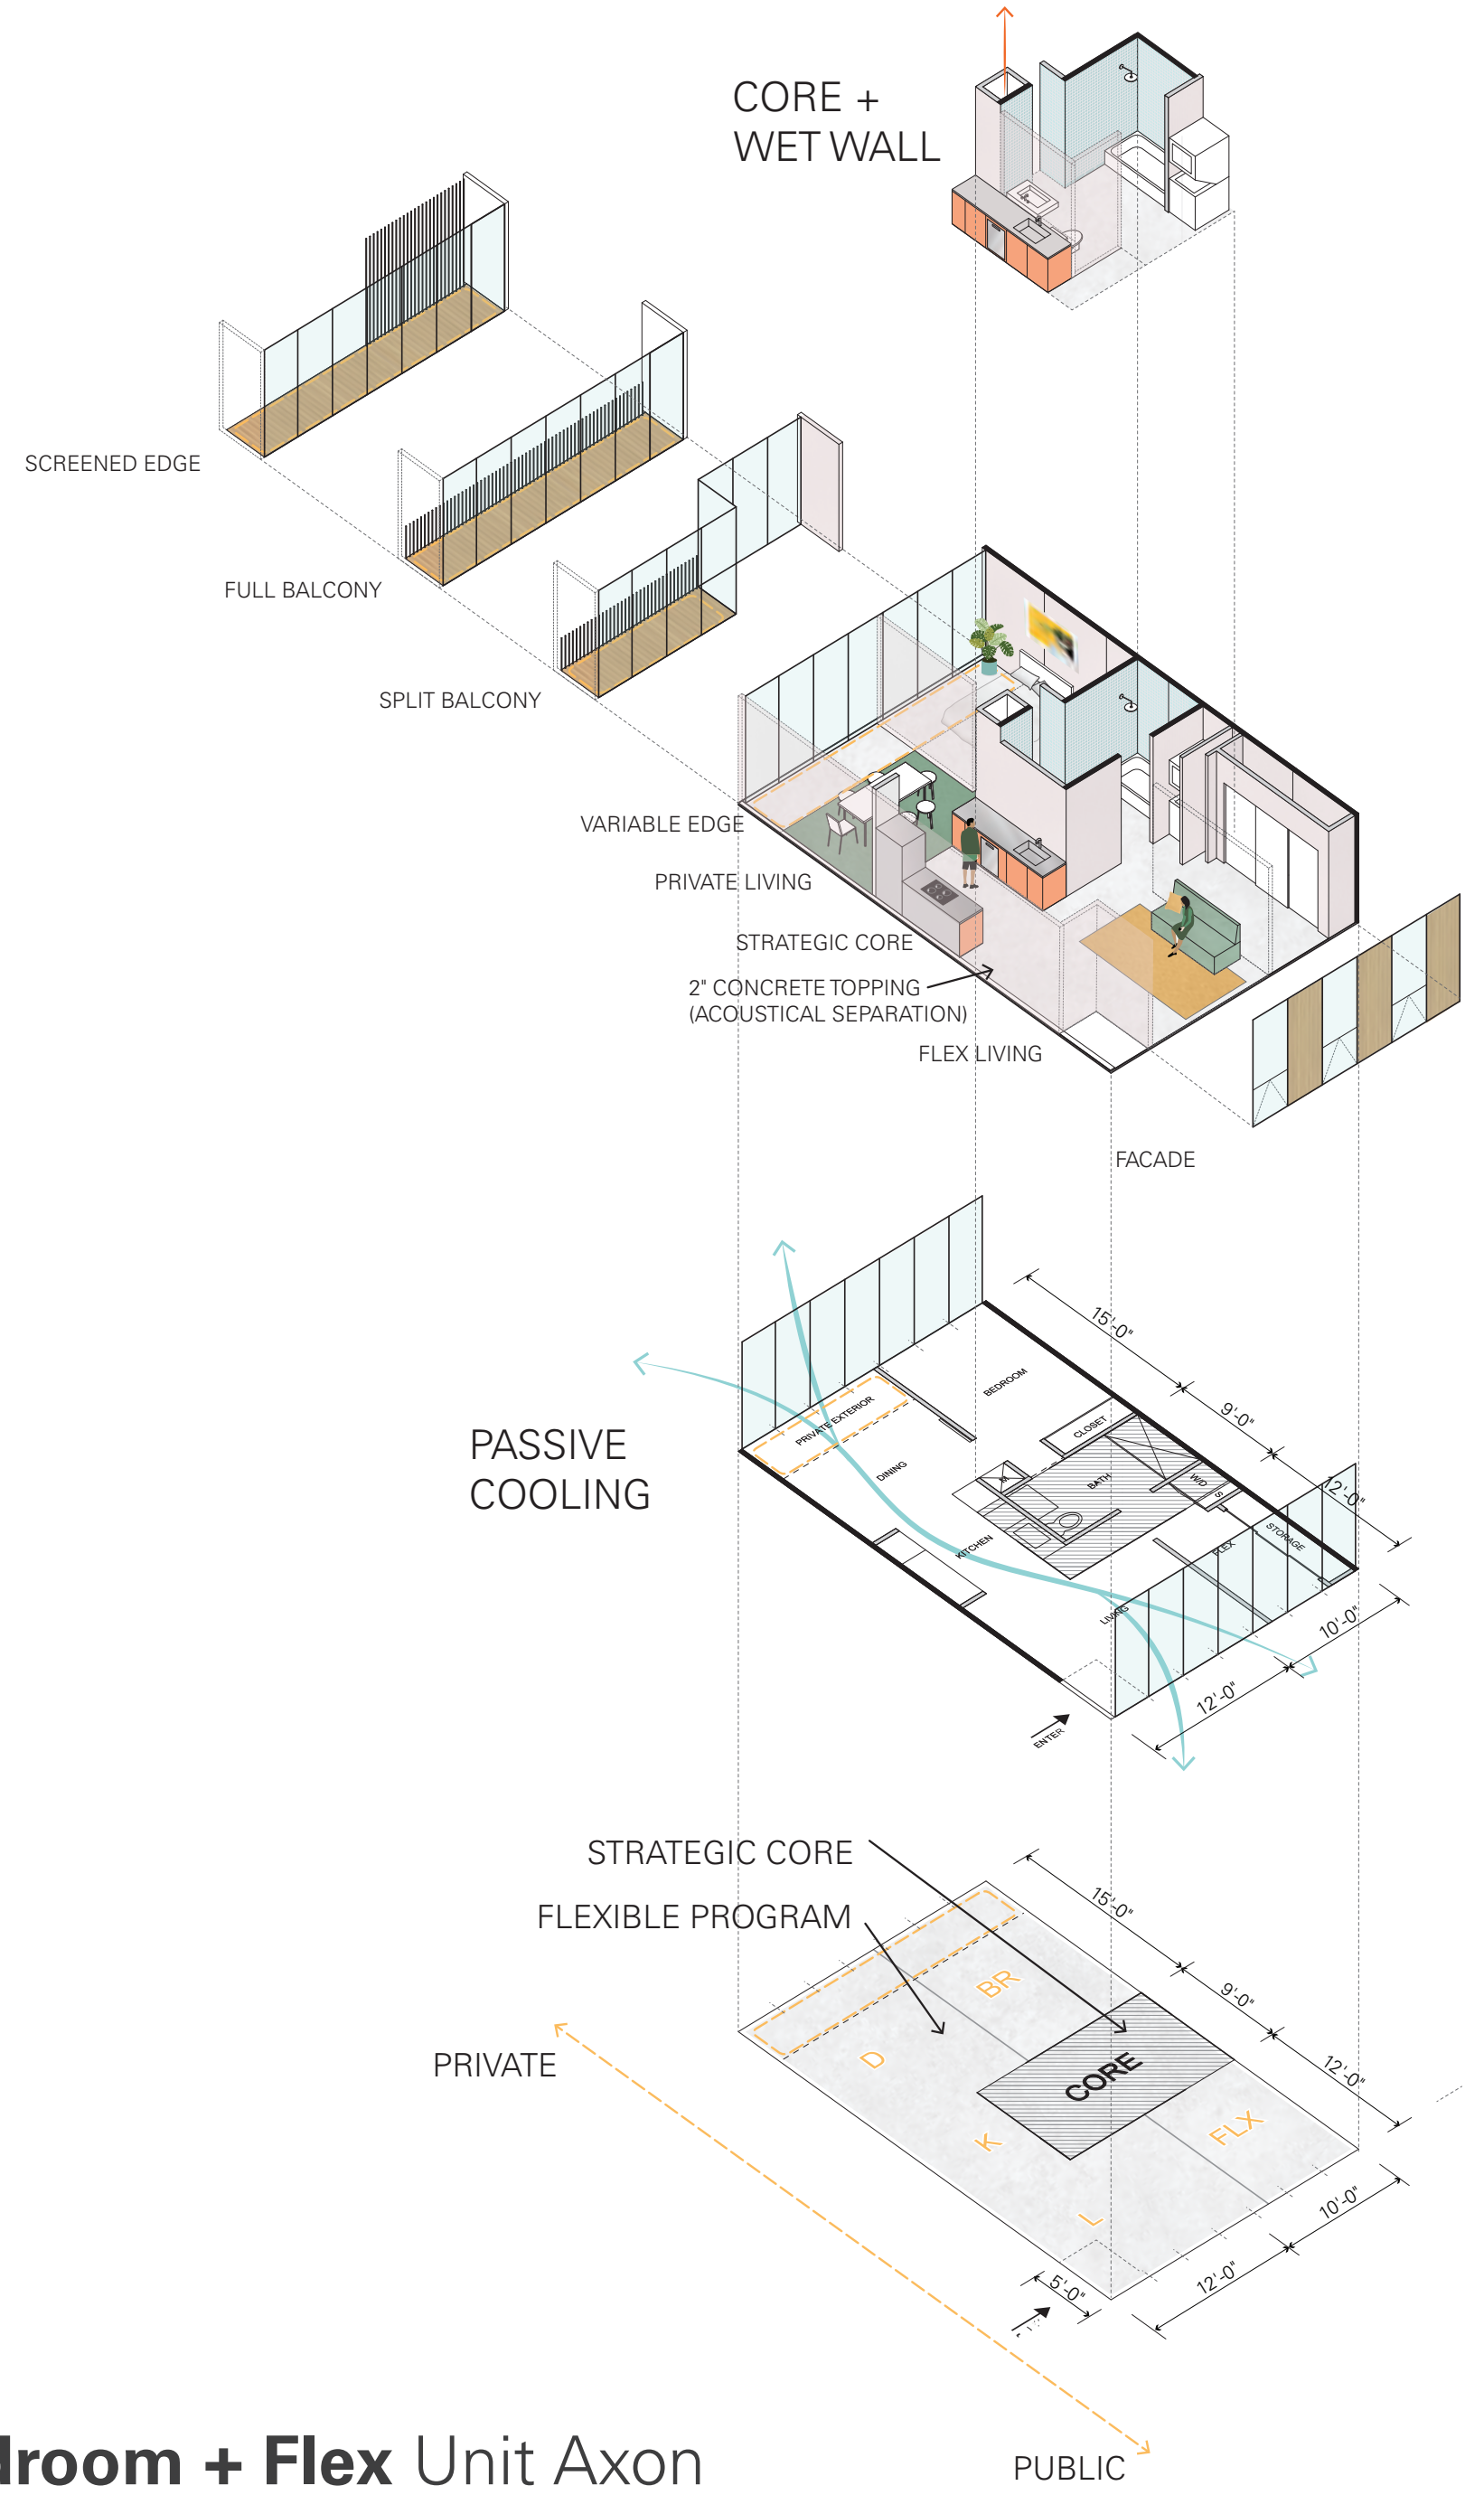 CORE +
WET WALL
SCREENED EDGE
FULL BALCONY
SPLIT BALCONY
VARIABLE EDGE
PRIVATE LIVING
STRATEGIC CORE
2" CONCRETE TOPPING
(ACOUSTICAL SEPARATION)
FLEX LIVING
FACADE
PASSIVE
COOLING
15'-0"
9'-0"
12'-0"
10'-0"
12'-0"
BEDROOM
CLOSET
PRIVATE EXTERIOR
DINING
BATH
M
W/D
S
KITCHEN
STORAGE
FLEX
LIVING
ENTER
STRATEGIC CORE
FLEXIBLE PROGRAM
15'-0"
9'-0"
12'-0"
10'-0"
12'-0"
5'-0"
BR
D
CORE
K
FLX
L
PRIVATE
PUBLIC
droom + Flex Unit Axon